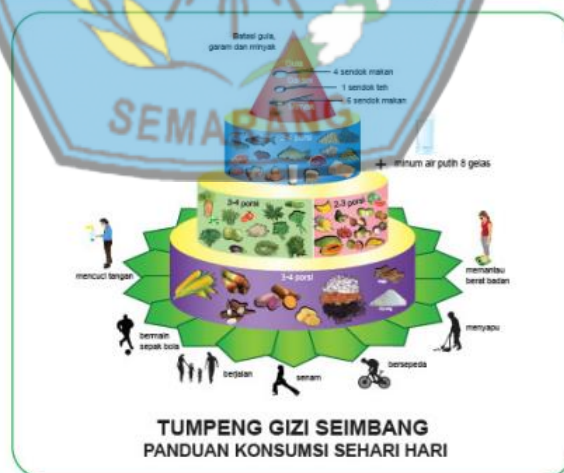 Batasi gula,
garam dan minyak
4 sendok makan
1 sendok teh
5 sendok makan
SEMARANG
+ minum air putih 8 gelas
3-4 porsi
2-3 porsi
mencuci tangan
3-4 porsi
memantau
berat badan
bermain
sepak bola
berjalan
senam
bersepeda
menyapu
TUMPENG GIZI SEIMBANG
PANDUAN KONSUMSI SEHARI HARI